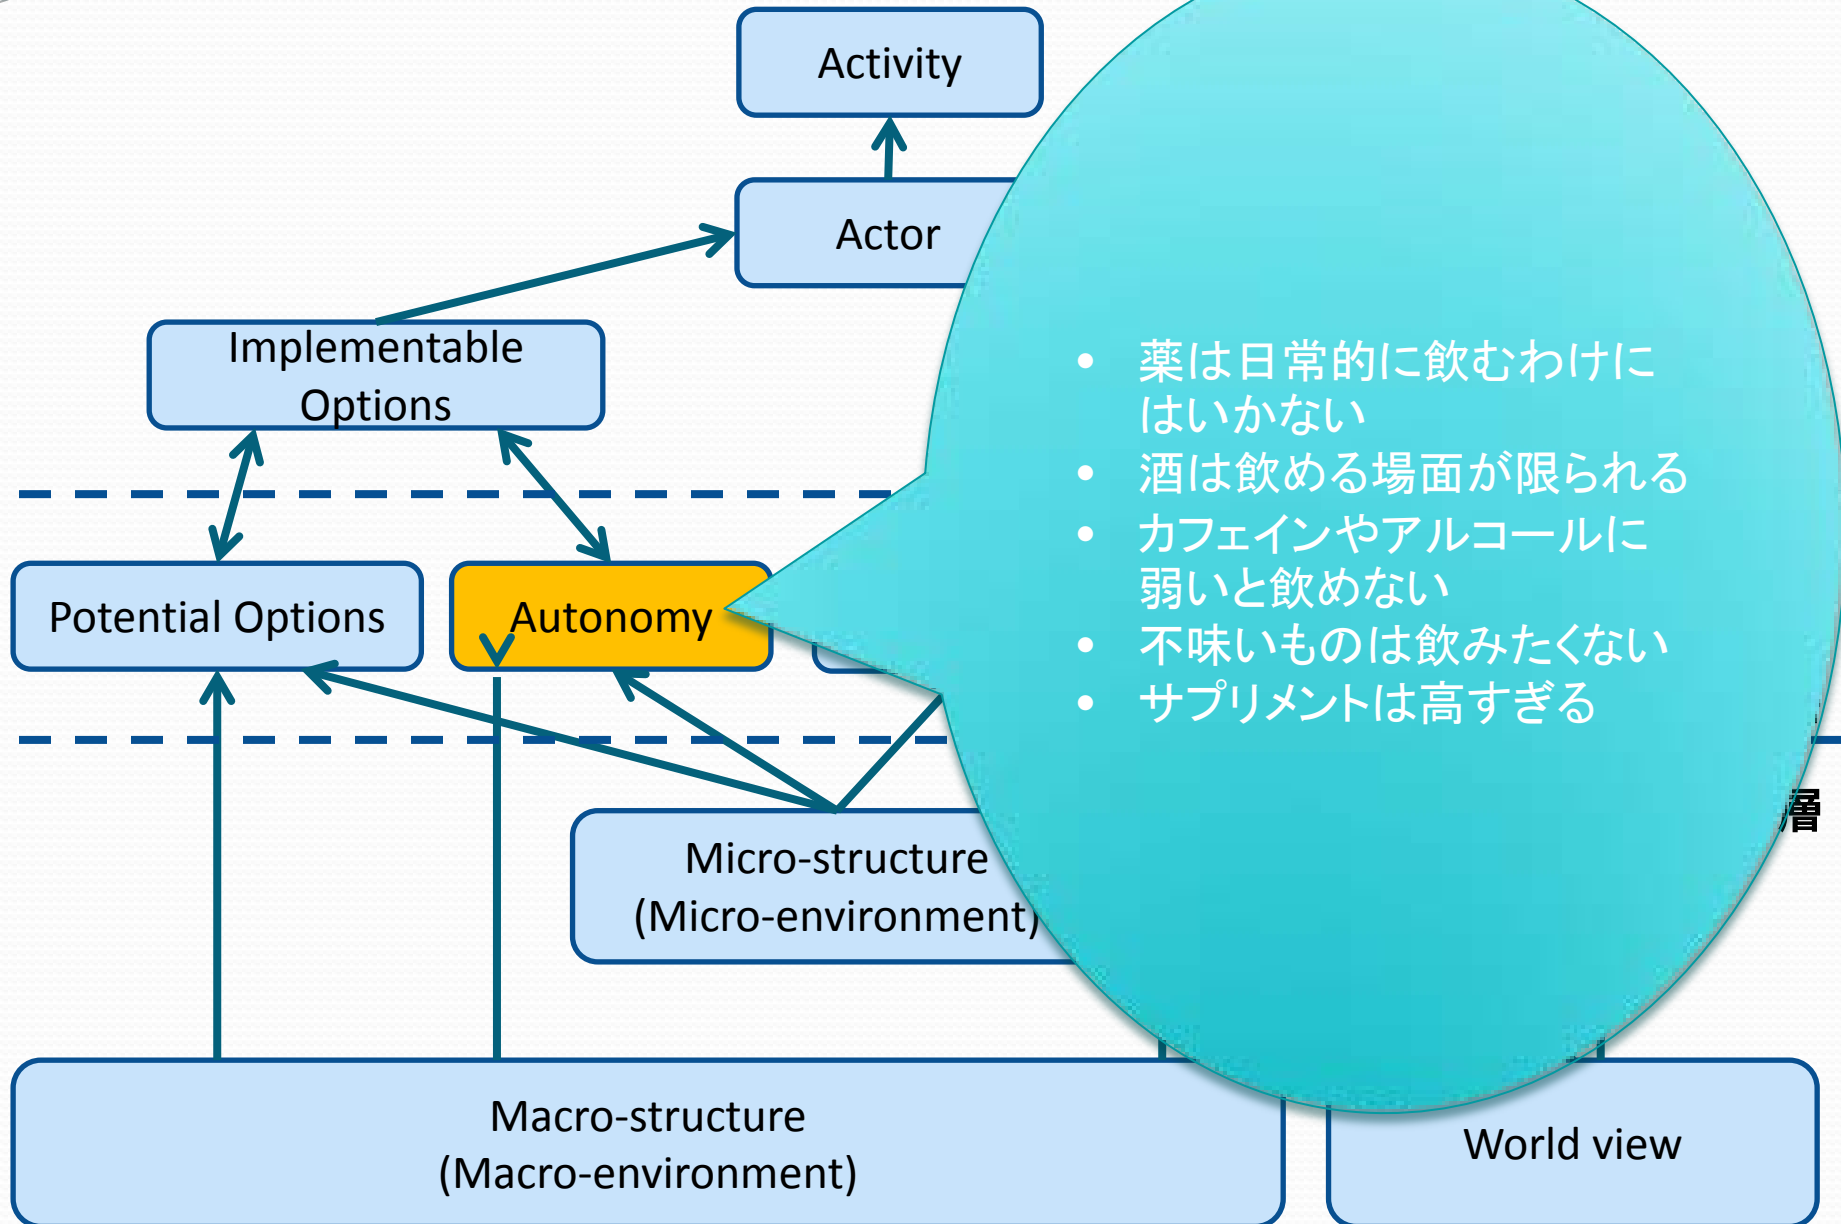 Activity
Actor
Implementable
Options
• 薬は日常的に飲むわけに
はいかない
• 酒は飲める場面が限られる
• カフェインやアルコールに
弱いと飲めない
• 不味いものは飲みたくない
• サプリメントは高すぎる
Potential Options
Autonomy
層
Micro-structure
(Micro-environment)
Macro-structure
(Macro-environment)
World view